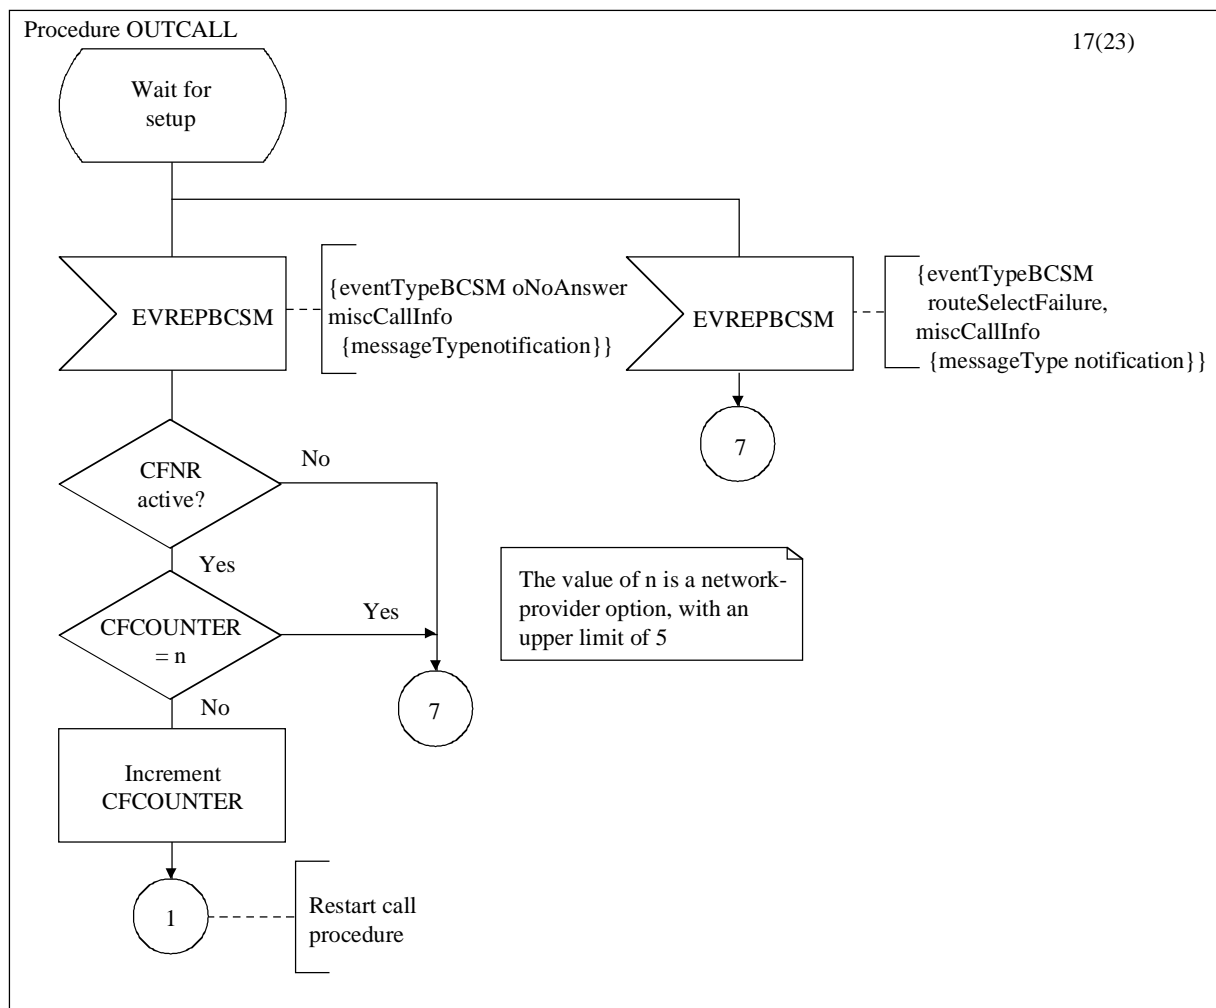 Procedure OUTCALL
17(23)
Wait for
setup
EVREPBCSM
{eventTypeBCSM oNoAnswer
miscCallInfo
{messageTypenotification}}
EVREPBCSM
{eventTypeBCSM
routeSelectFailure,
miscCallInfo
{messageType notification}}
7
CFNR
active?
No
Yes
CFCOUNTER
= n
Yes
7
The value of n is a network-
provider option, with an
upper limit of 5
No
Increment
CFCOUNTER
1
Restart call
procedure